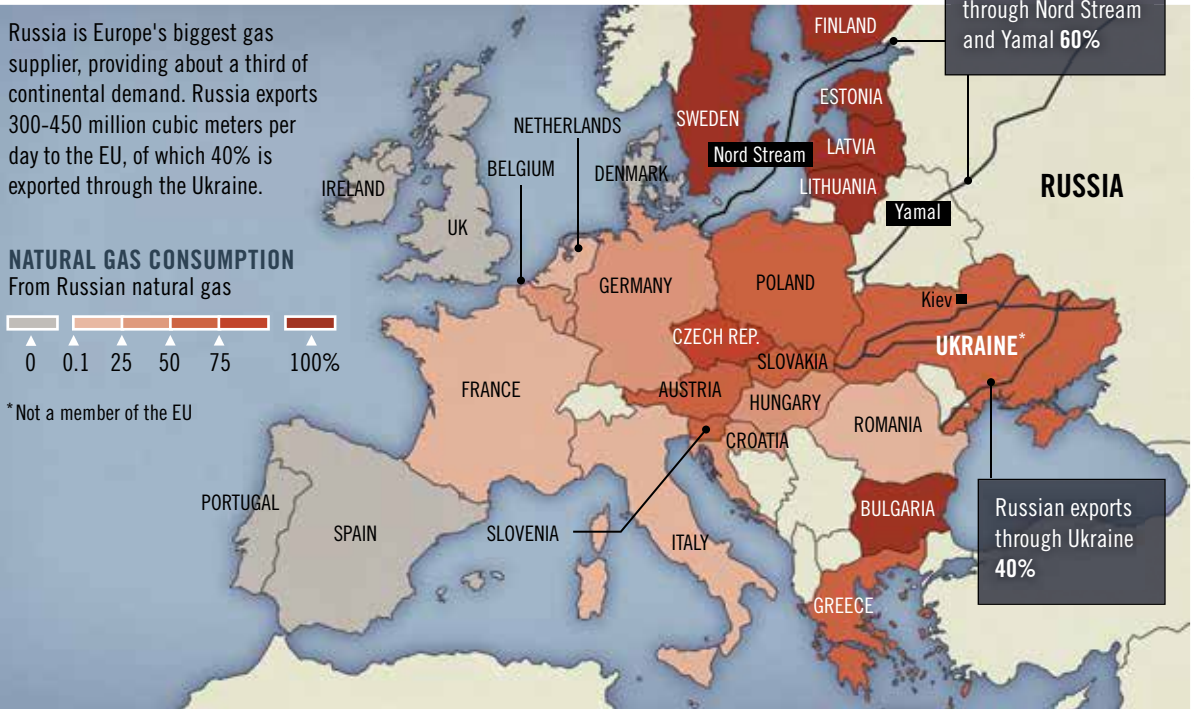 Russia is Europe's biggest gas
supplier, providing about a third of
continental demand. Russia exports
300-450 million cubic meters per
day to the EU, of which 40% is
exported through the Ukraine.
NATURAL GAS CONSUMPTION
From Russian natural gas
0 0.1 25 50 75 100%
*Not a member of the EU
through Nord Stream
and Yamal 60%
FINLAND
ESTONIA
SWEDEN
NETHERLANDS
LATVIA
Nord Stream
BELGIUM
DENMARK
LITHUANIA
IRELAND
RUSSIA
Yamal
UK
GERMANY
POLAND
Kiev
CZECH REP.
UKRAINE*
SLOVAKIA
FRANCE
AUSTRIA
HUNGARY
ROMANIA
CROATIA
PORTUGAL
SPAIN
SLOVENIA
ITALY
BULGARIA
Russian exports
through Ukraine
40%
GREECE